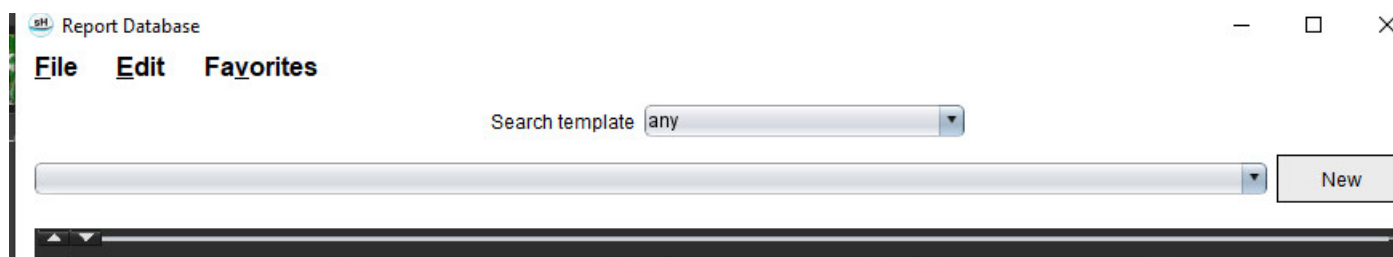 sH Report Database
File Edit Favorites
Search template any
New